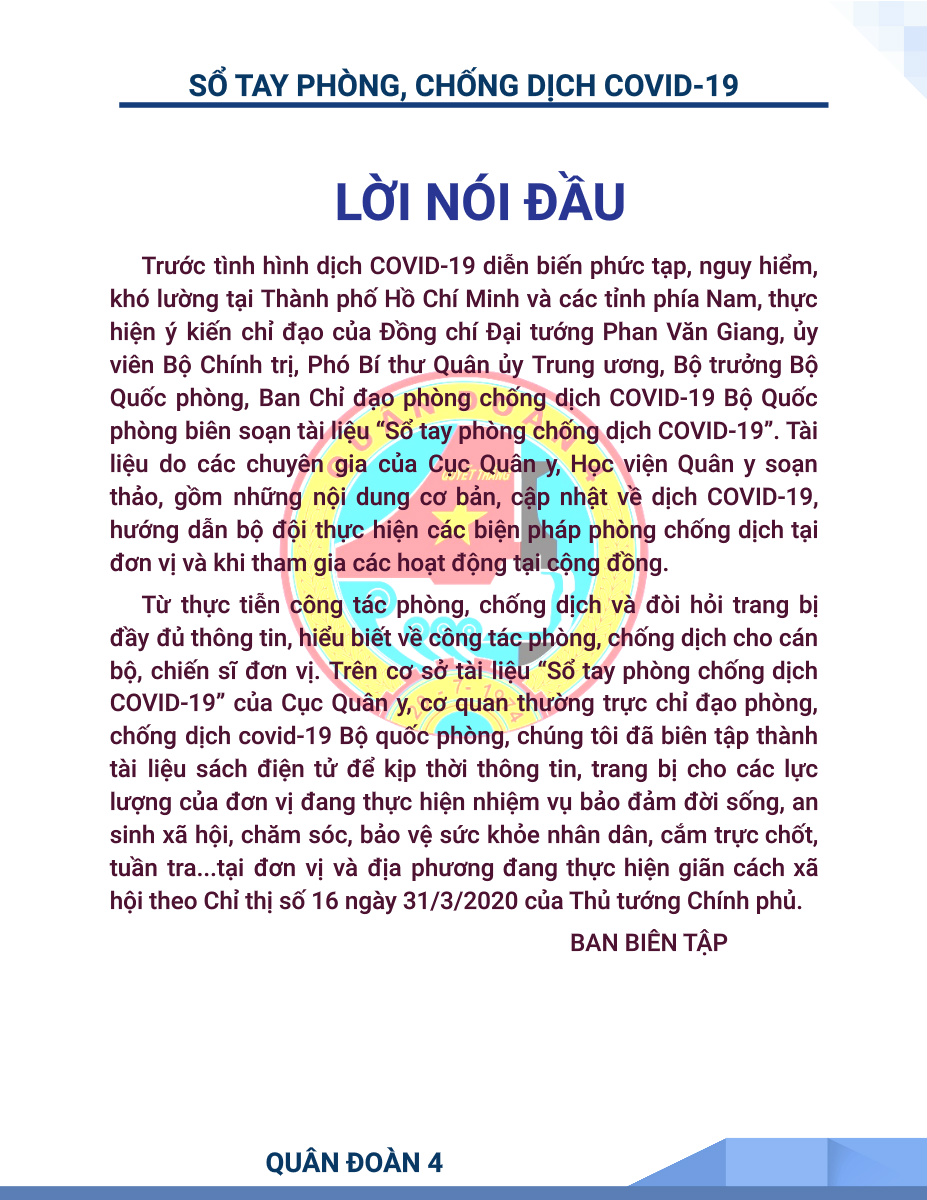 SỔ TAY PHÒNG, CHỐNG DỊCH COVID-19
LỜI NÓI ĐẦU
Trước tình hình dịch COVID-19 diễn biến phức tạp, nguy hiểm,
khó lường tại Thành phố Hồ Chí Minh và các tỉnh phía Nam, thực
hiện ý kiến chỉ đạo của Đồng chí Đại tướng Phan Văn Giang, ủy
viên Bộ Chính trị, Phó Bí thư Quân ủy Trung ương, Bộ trưởng Bộ
Quốc phòng, Ban Chỉ đạo phòng chống dịch COVID-19 Bộ Quốc
phòng biên soạn tài liệu “Sổ tay phòng chống dịch COVID-19”. Tài
liệu do các chuyên gia của Cục Quân y, Học viện Quân y soạn
thảo, gồm những nội dung cơ bản, cập nhật về dịch COVID-19,
hướng dẫn bộ đội thực hiện các biện pháp phòng chống dịch tại
đơn vị và khi tham gia các hoạt động tại cộng đồng.
Từ thực tiễn công tác phòng, chống dịch và đòi hỏi trang bị
đầy đủ thông tin, hiểu biết về công tác phòng, chống dịch cho cán
bộ, chiến sĩ đơn vị. Trên cơ sở tài liệu “Sổ tay phòng chống dịch
COVID-19” của Cục Quân y, cơ quan thường trực chỉ đạo phòng,
chống dịch covid-19 Bộ quốc phòng, chúng tôi đã biên tập thành
tài liệu sách điện tử để kịp thời thông tin, trang bị cho các lực
lượng của đơn vị đang thực hiện nhiệm vụ bảo đảm đời sống, an
sinh xã hội, chăm sóc, bảo vệ sức khỏe nhân dân, cắm trực chốt,
tuần tra...tại đơn vị và địa phương đang thực hiện giãn cách xã
hội theo Chỉ thị số 16 ngày 31/3/2020 của Thủ tướng Chính phủ.
BAN BIÊN TẬP
QUÂN ĐOÀN 4
QUYẾT THẮNG
QUÂN ĐOÀN 4